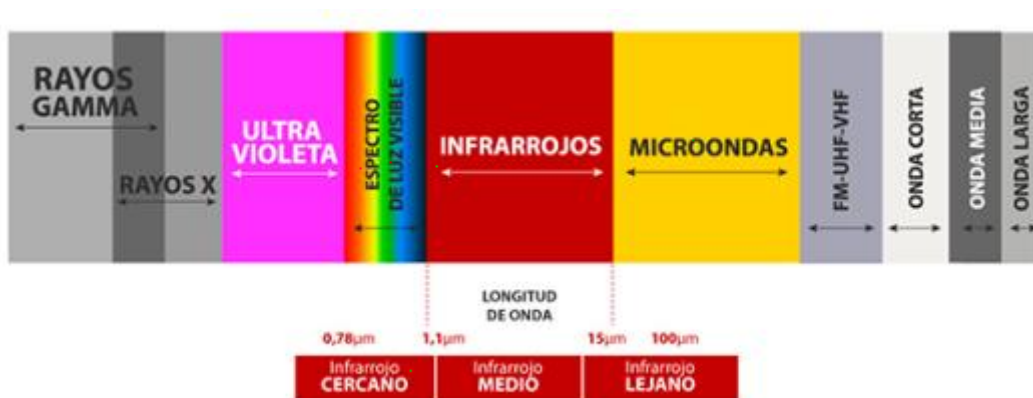 RAYOS
GAMMA
RAYOS X
ULTRA
VIOLETA
ESPECTRO
DE LUZ VISIBLE
INFRARROJOS
MICROONDAS
FM-UHF-VHF
ONDA CORTA
ONDA MEDIA
ONDA LARGA
LONGITUD
DE ONDA
0,78µm
1,1µm
15µm
100µm
Infrarrojo
CERCANO
Infrarrojo
MEDIO
Infrarrojo
LEJANO